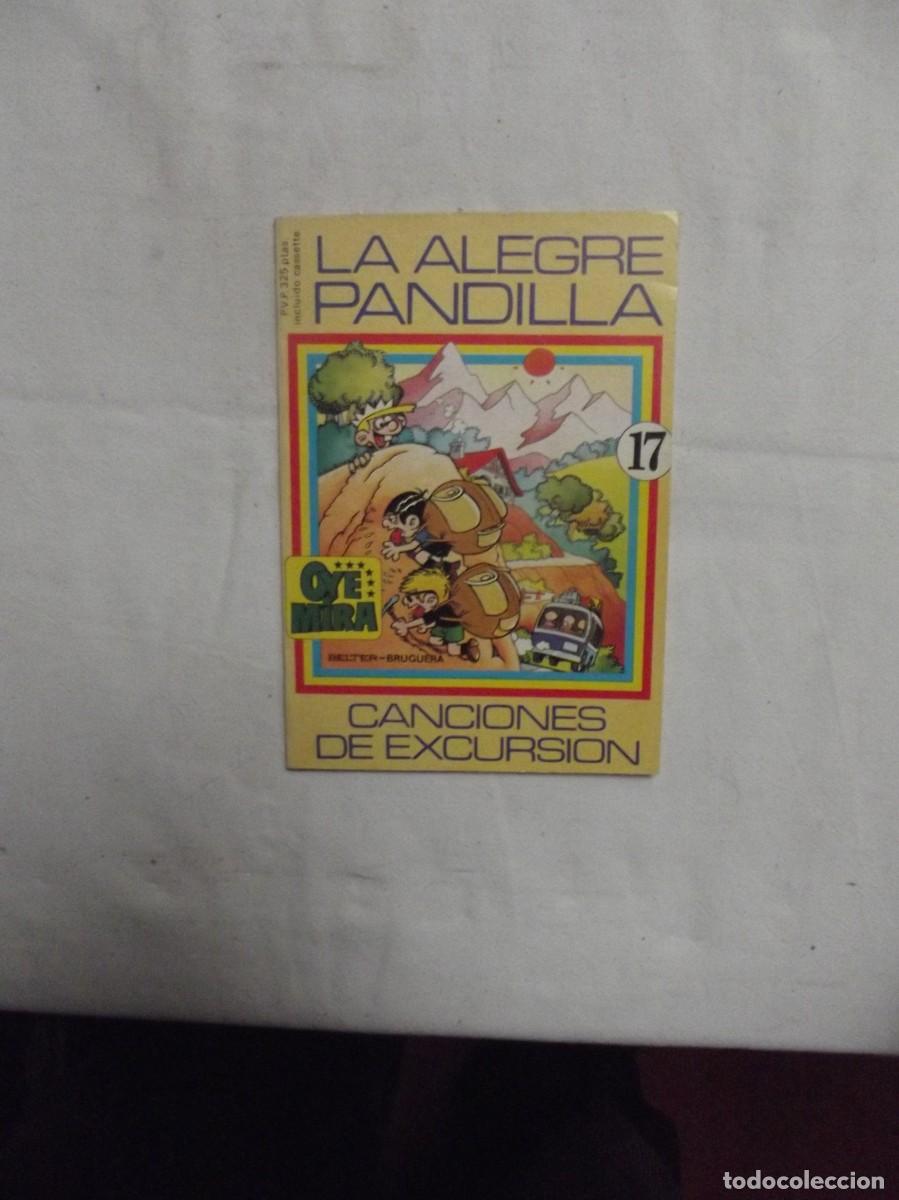 P.V.P. 325 ptas.
incluido cassette
LA ALEGRE
PANDILLA
17
OYE
MIRA
BELTER-BRUGUERA
CANCIONES
DE EXCURSION
todocoleccion